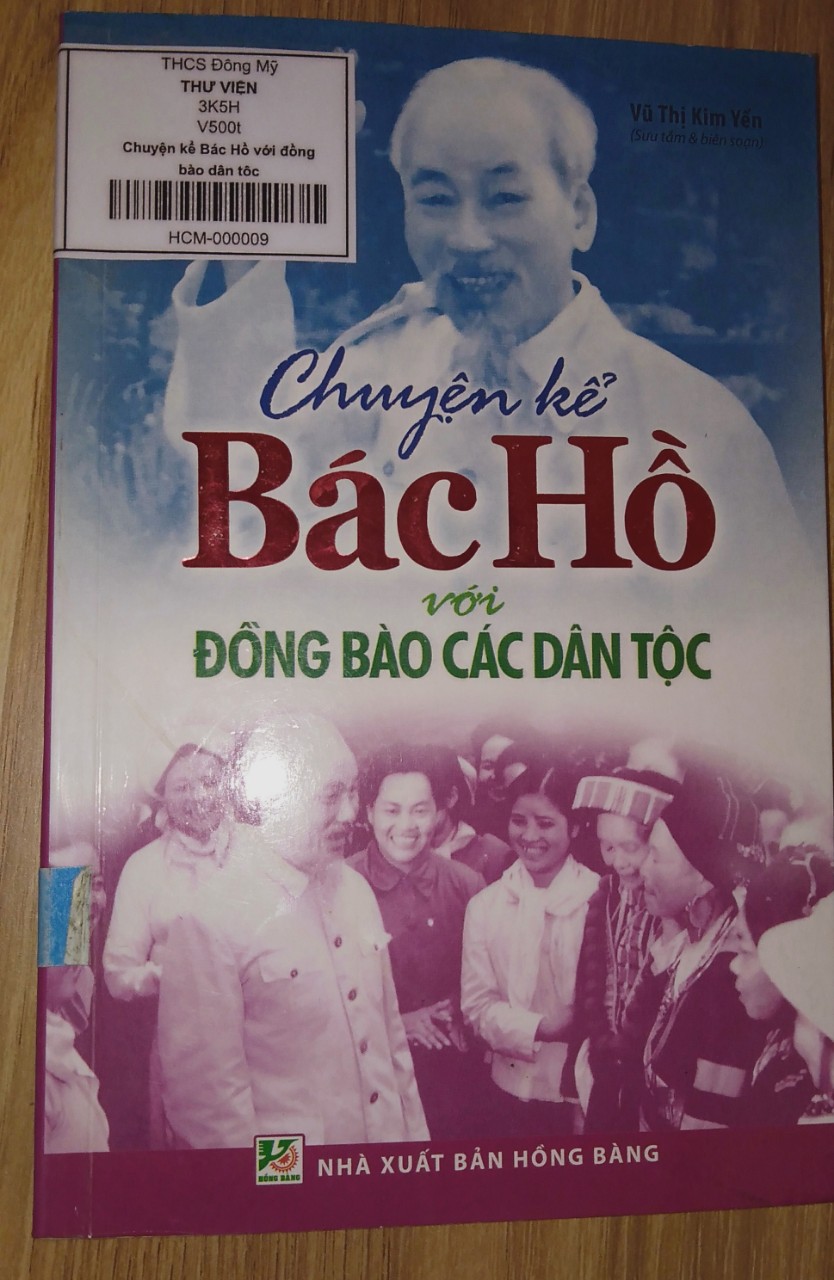 THCS Đông Mỹ
THƯ VIỆN
3K5H
V500t
Chuyện kể Bác Hồ với đồng
bào dân tôc
HCM-000009
Vũ Thị Kim Yến
(Sưu tầm & biên soạn)
Chuyện kể
Bác Hồ
với
ĐỒNG BÀO CÁC DÂN TỘC
HỒNG BÀNG
NHÀ XUẤT BẢN HỒNG BÀNG